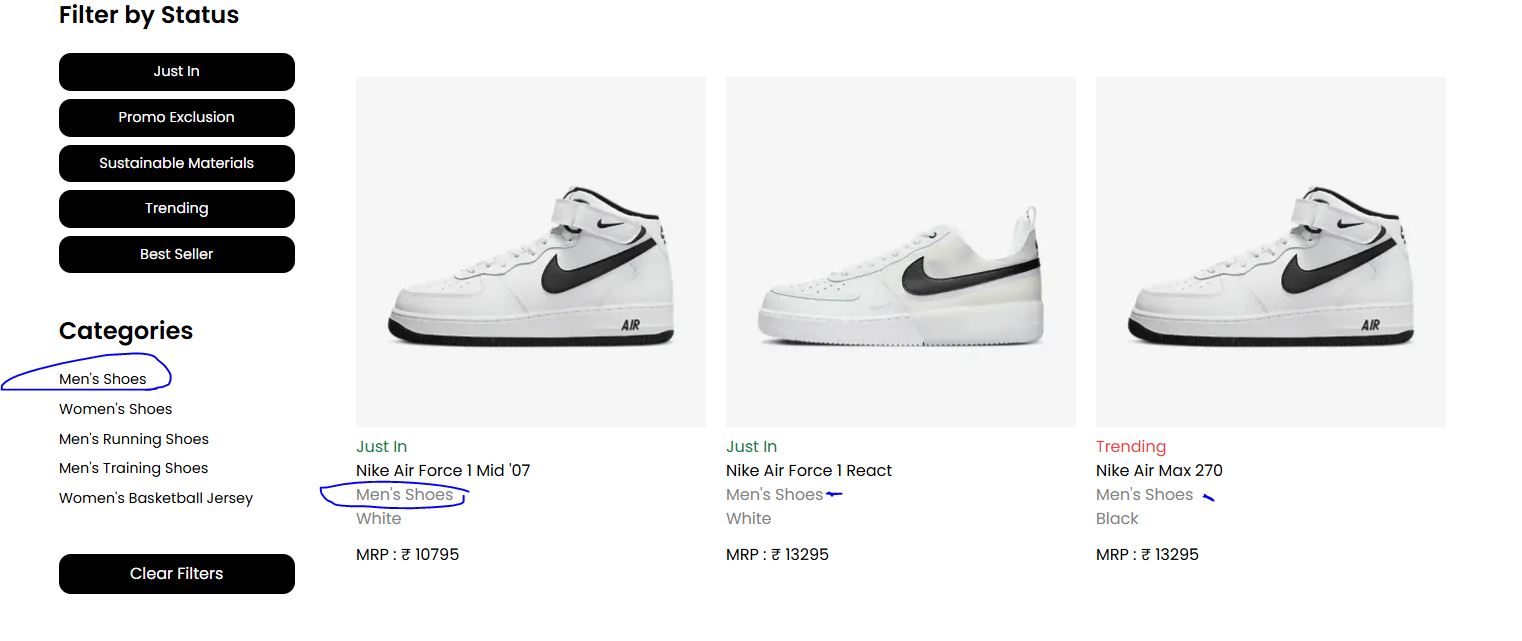 Filter by Status
Just In
Promo Exclusion
Sustainable Materials
Trending
Best Seller
Categories
Men's Shoes
Women's Shoes
Men's Running Shoes
Men's Training Shoes
Women's Basketball Jersey
Clear Filters
AIR
Just In
Nike Air Force 1 Mid '07
Men's Shoes
White
MRP : ₹ 10795
Just In
Nike Air Force 1 React
Men's Shoes
White
MRP : ₹ 13295
AIR
Trending
Nike Air Max 270
Men's Shoes
Black
MRP : ₹ 13295